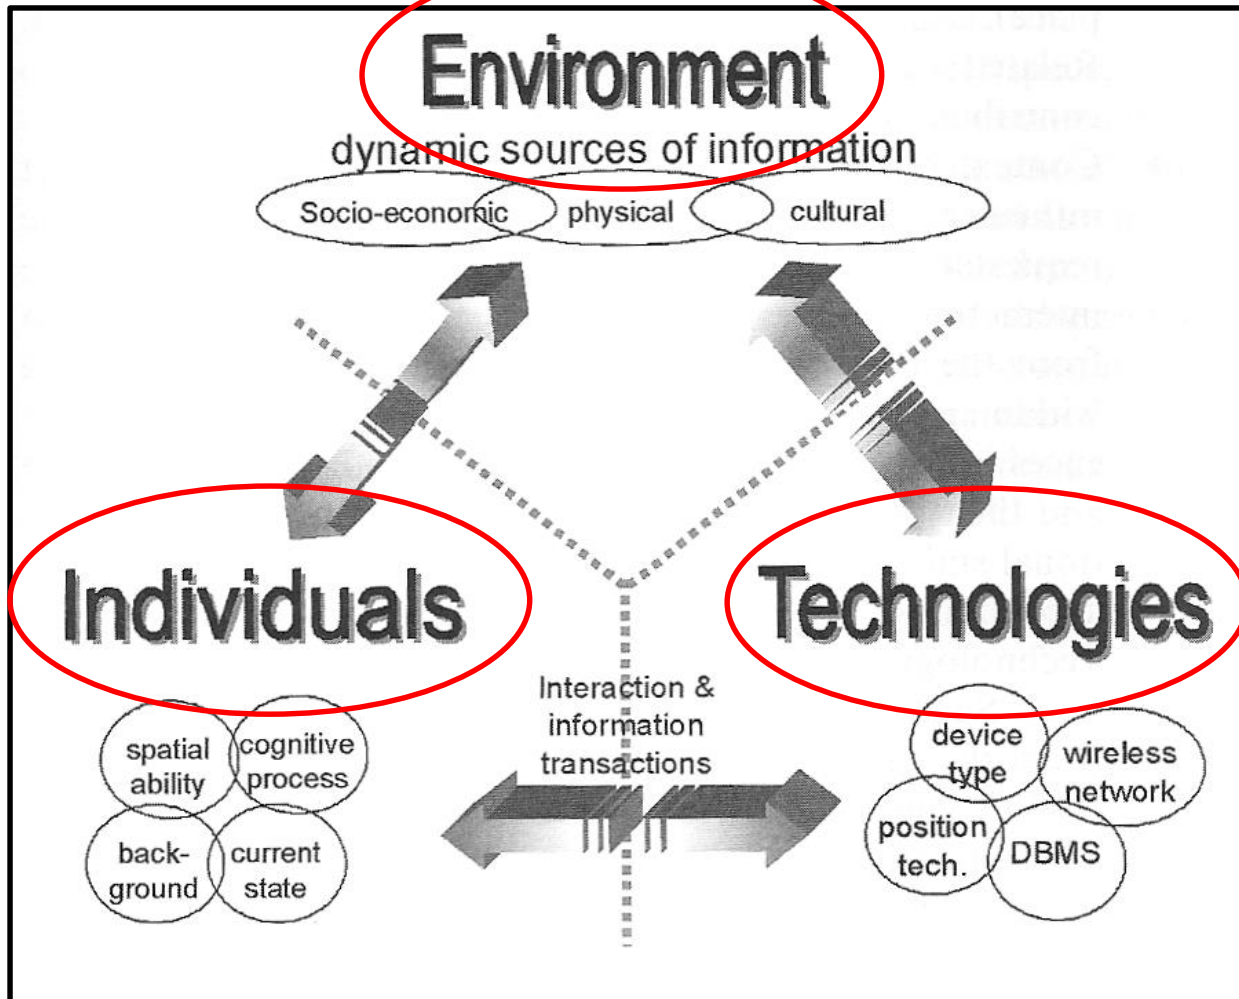 Environment
dynamic sources of information
Socio-economic physical cultural
Individuals
Technologies
Interaction &
information
transactions
spatial
ability
cognitive
process
back-
ground
current
state
device
type
wireless
network
position
tech.
DBMS